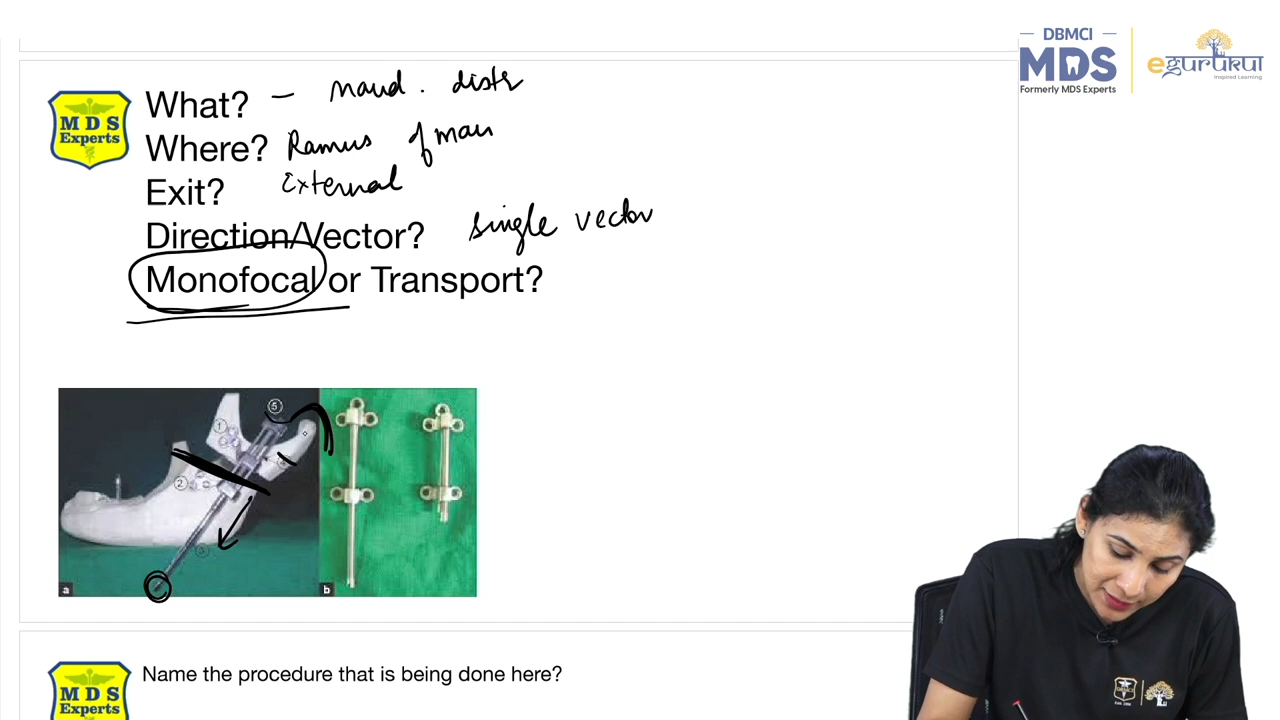 DBMCI
MDS
Formerly MDS Experts
egurukul
Inspired Learning
MDS
Experts
What? – mand. distr
Where? Ramus of man
Exit? External
Direction/Vector? single vector
Monofocal or Transport?
1
2
3
5
a
b
MDS
Experts
Name the procedure that is being done here?